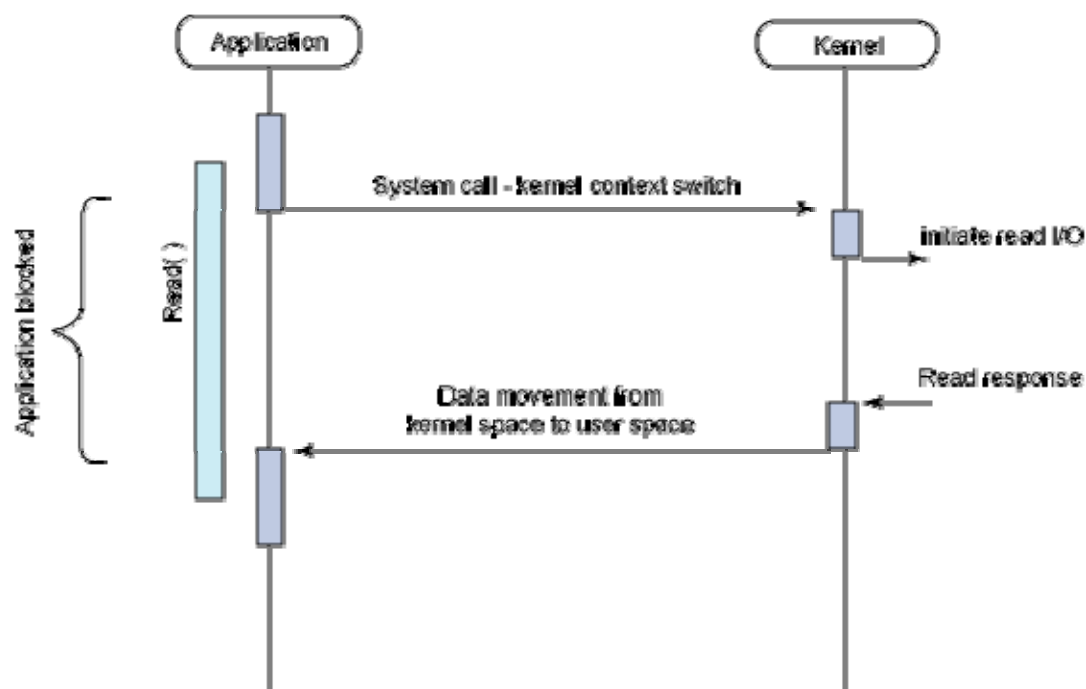 Application
Kernel
System call - kernel context switch
initiate read I/O
Read( )
Application blocked
Read response
Data movement from
kernel space to user space